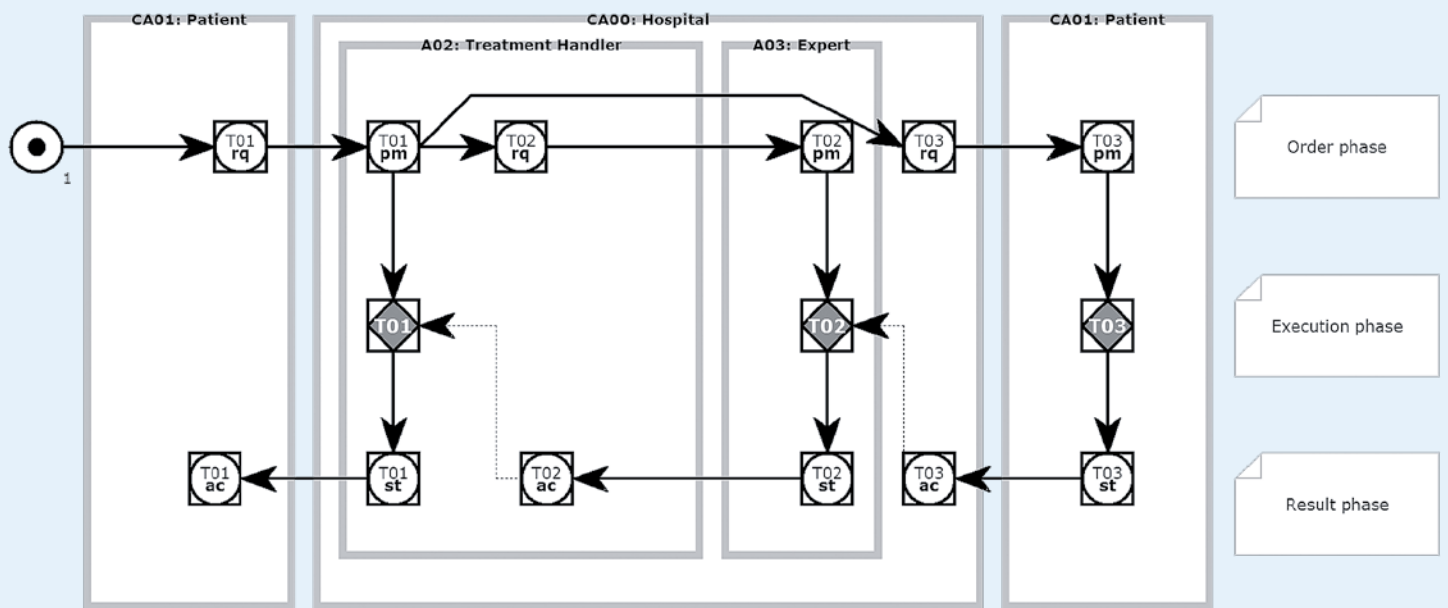 CA01: Patient
CA00: Hospital
CA01: Patient
A02: Treatment Handler
A03: Expert
T01
rq
T01
pm
T02
rq
T02
pm
T03
rq
T03
pm
Order phase
1
T01
T02
T03
Execution phase
T01
ac
T01
st
T02
ac
T02
st
T03
ac
T03
st
Result phase